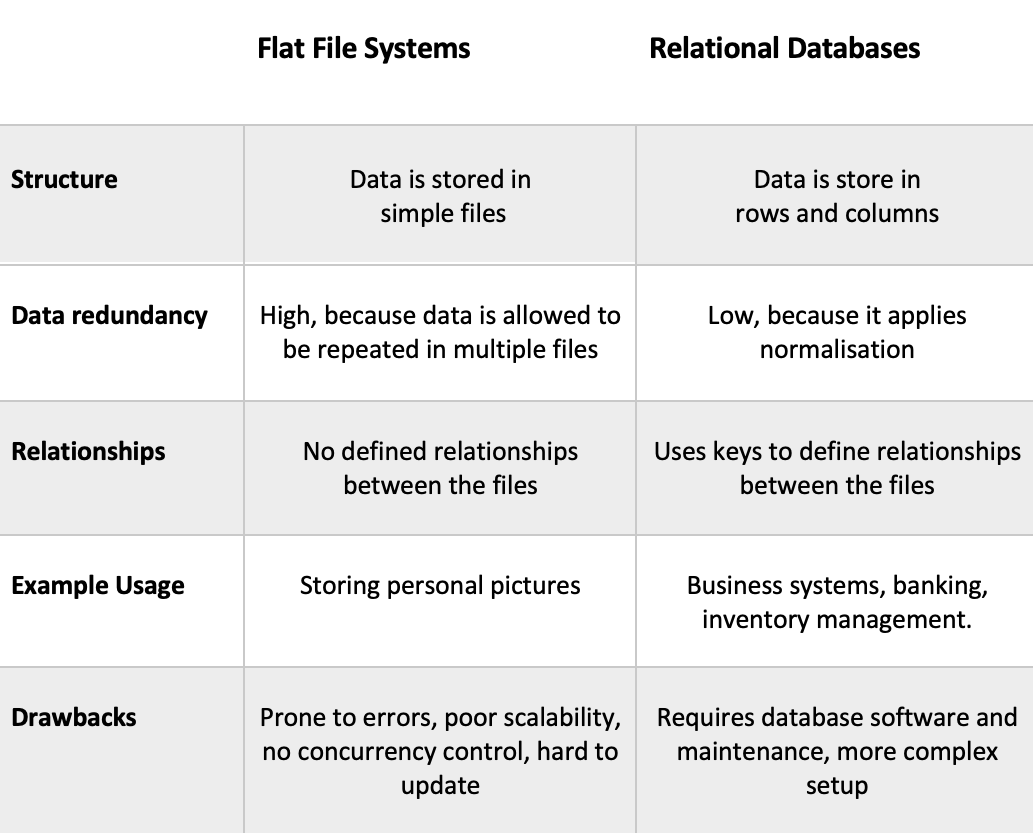 Flat File Systems
Relational Databases
Structure
Data is stored in
simple files
Data is store in
rows and columns
Data redundancy
High, because data is allowed to
be repeated in multiple files
Low, because it applies
normalisation
Relationships
No defined relationships
between the files
Uses keys to define relationships
between the files
Example Usage
Storing personal pictures
Business systems, banking,
inventory management.
Drawbacks
Prone to errors, poor scalability,
no concurrency control, hard to
update
Requires database software and
maintenance, more complex
setup